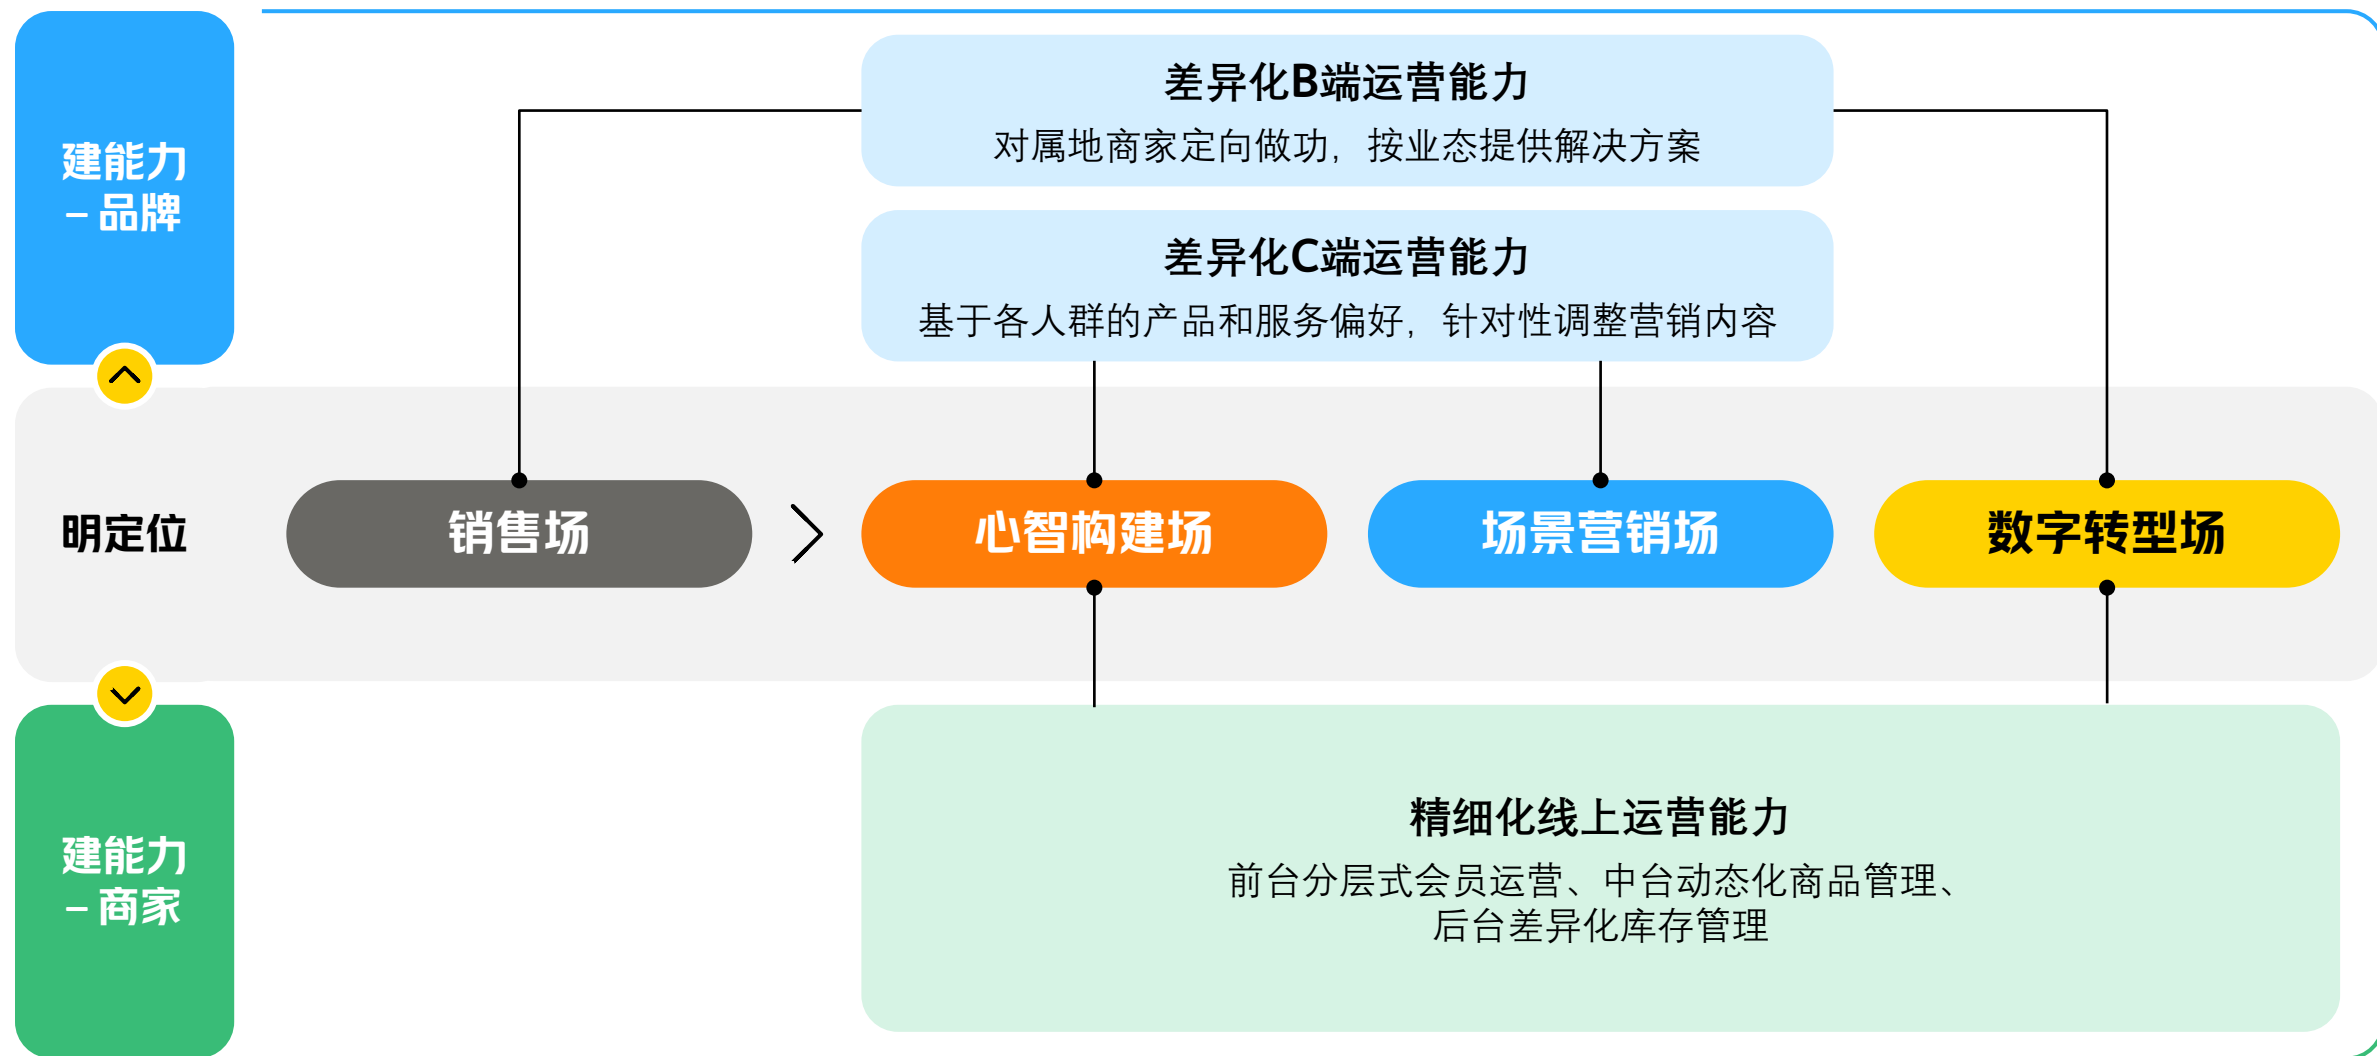 建能力
– 品牌
差异化B端运营能力
对属地商家定向做功，按业态提供解决方案
差异化C端运营能力
基于各人群的产品和服务偏好，针对性调整营销内容
明定位
销售场
心智构建场
场景营销场
数字转型场
建能力
– 商家
精细化线上运营能力
前台分层式会员运营、中台动态化商品管理、
后台差异化库存管理